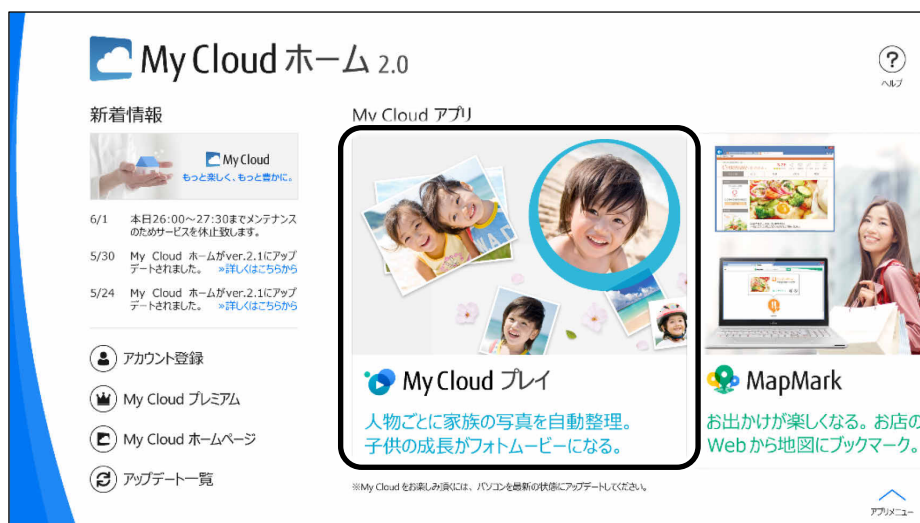 My Cloud ホーム 2.0
?
ヘルプ
新着情報
My Cloud
もっと楽しく、もっと豊かに。
6/1 本日26:00～27:30までメンテナンス
のためサービスを休止致します。
5/30 My Cloud ホームがver.2.1にアップ
デートされました。 »詳しくはこちらから
5/24 My Cloud ホームがver.2.1にアップ
デートされました。 »詳しくはこちらから
アカウント登録
My Cloud プレミアム
My Cloud ホームページ
アップデート一覧
My Cloud アプリ
My Cloud プレイ
人物ごとに家族の写真を自動整理。
子供の成長がフォトムービーになる。
MapMark
お出かけが楽しくなる。お店の
Webから地図にブックマーク。
※My Cloud をお楽しみ頂くには、パソコンを最新の状態にアップデートしてください。
アプリメニュー